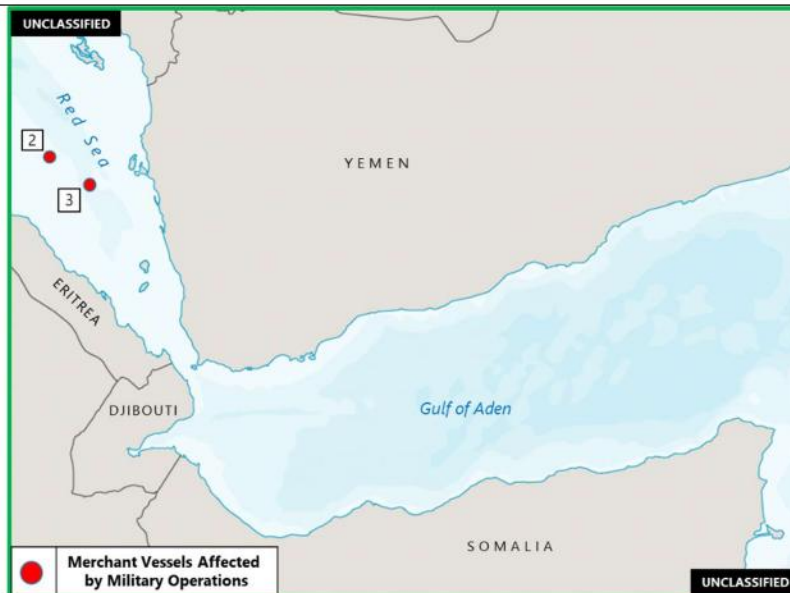 UNCLASSIFIED
Red Sea
2
3
YEMEN
ERITREA
DJIBOUTI
Gulf of Aden
SOMALIA
Merchant Vessels Affected
by Military Operations
UNCLASSIFIED